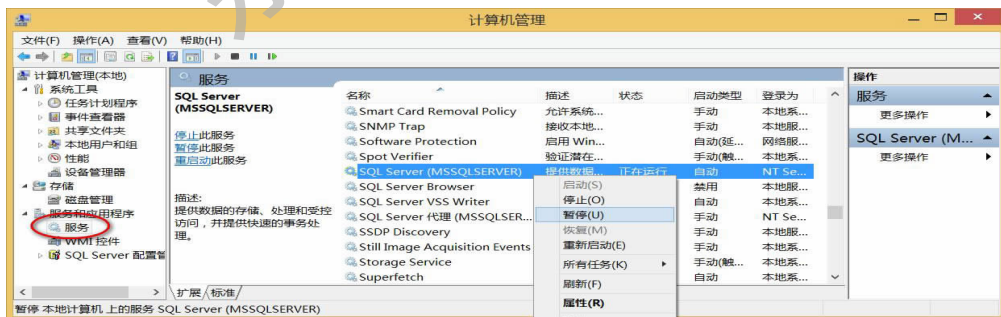 计算机管理
文件(F) 操作(A) 查看(V) 帮助(H)
计算机管理(本地)
系统工具
任务计划程序
事件查看器
共享文件夹
本地用户和组
性能
设备管理器
存储
磁盘管理
服务和应用程序
服务
WMI 控件
SQL Server 配置管
服务
SQL Server (MSSQLSERVER)
停止此服务
暂停此服务
重启动此服务
描述:
提供数据的存储、处理和受控
访问，并提供快速的事务处
理。
名称 描述 状态 启动类型 登录为
Smart Card Removal Policy 允许系统... 手动 本地系...
SNMP Trap 接收本地... 手动 本地服...
Software Protection 启用 Win... 自动(延... 网络服...
Spot Verifier 验证潜在... 手动(触... 本地系...
SQL Server (MSSQLSERVER) 提供数据... 正在运行 自动 NT Se...
SQL Server Browser 禁用 本地服...
SQL Server VSS Writer 自动 本地系...
SQL Server 代理 (MSSQLSER... 手动 NT Se...
SSDP Discovery 手动 本地服...
Still Image Acquisition Events 手动 本地系...
Storage Service 手动(触... 本地系...
Superfetch 自动 本地系...
启动(S)
停止(O)
暂停(U)
恢复(M)
重新启动(E)
所有任务(K)
刷新(F)
属性(R)
扩展 标准
操作
服务
更多操作
SQL Server (M...
更多操作
暂停 本地计算机 上的服务 SQL Server (MSSQLSERVER)